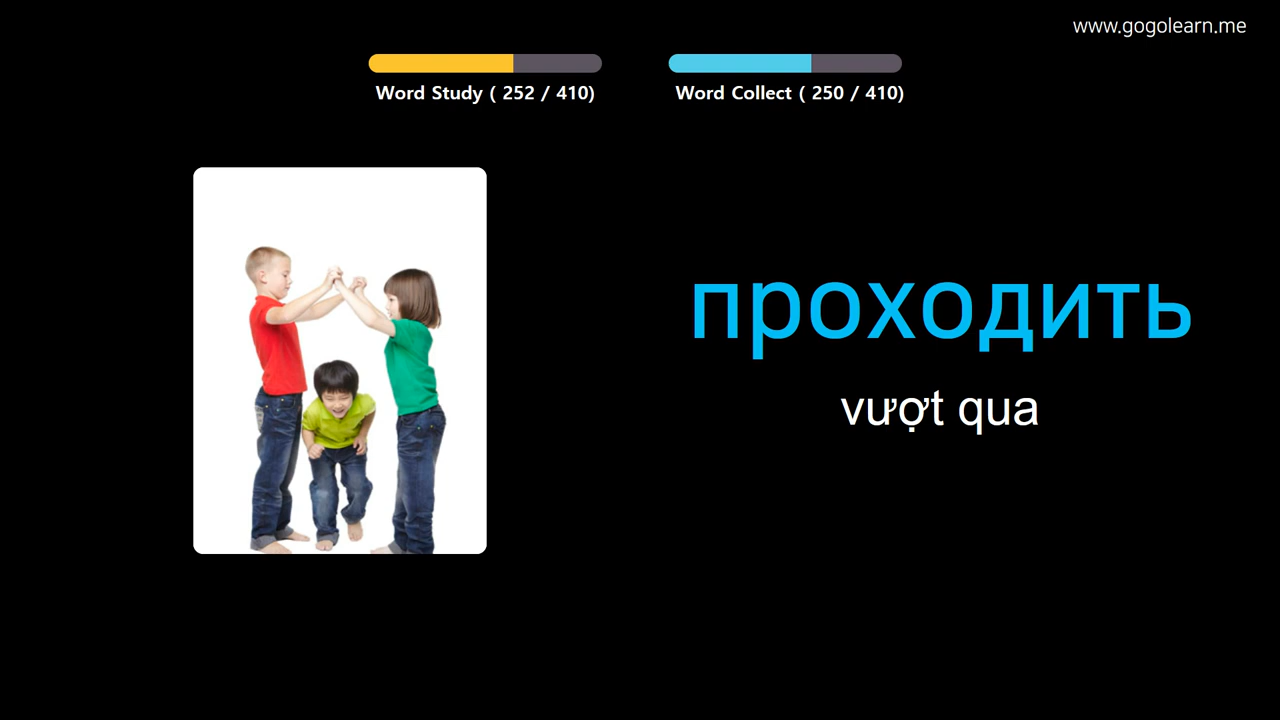 www.gogolearn.me
Word Study ( 252 / 410)
Word Collect ( 250 / 410)
проходить
vượt qua